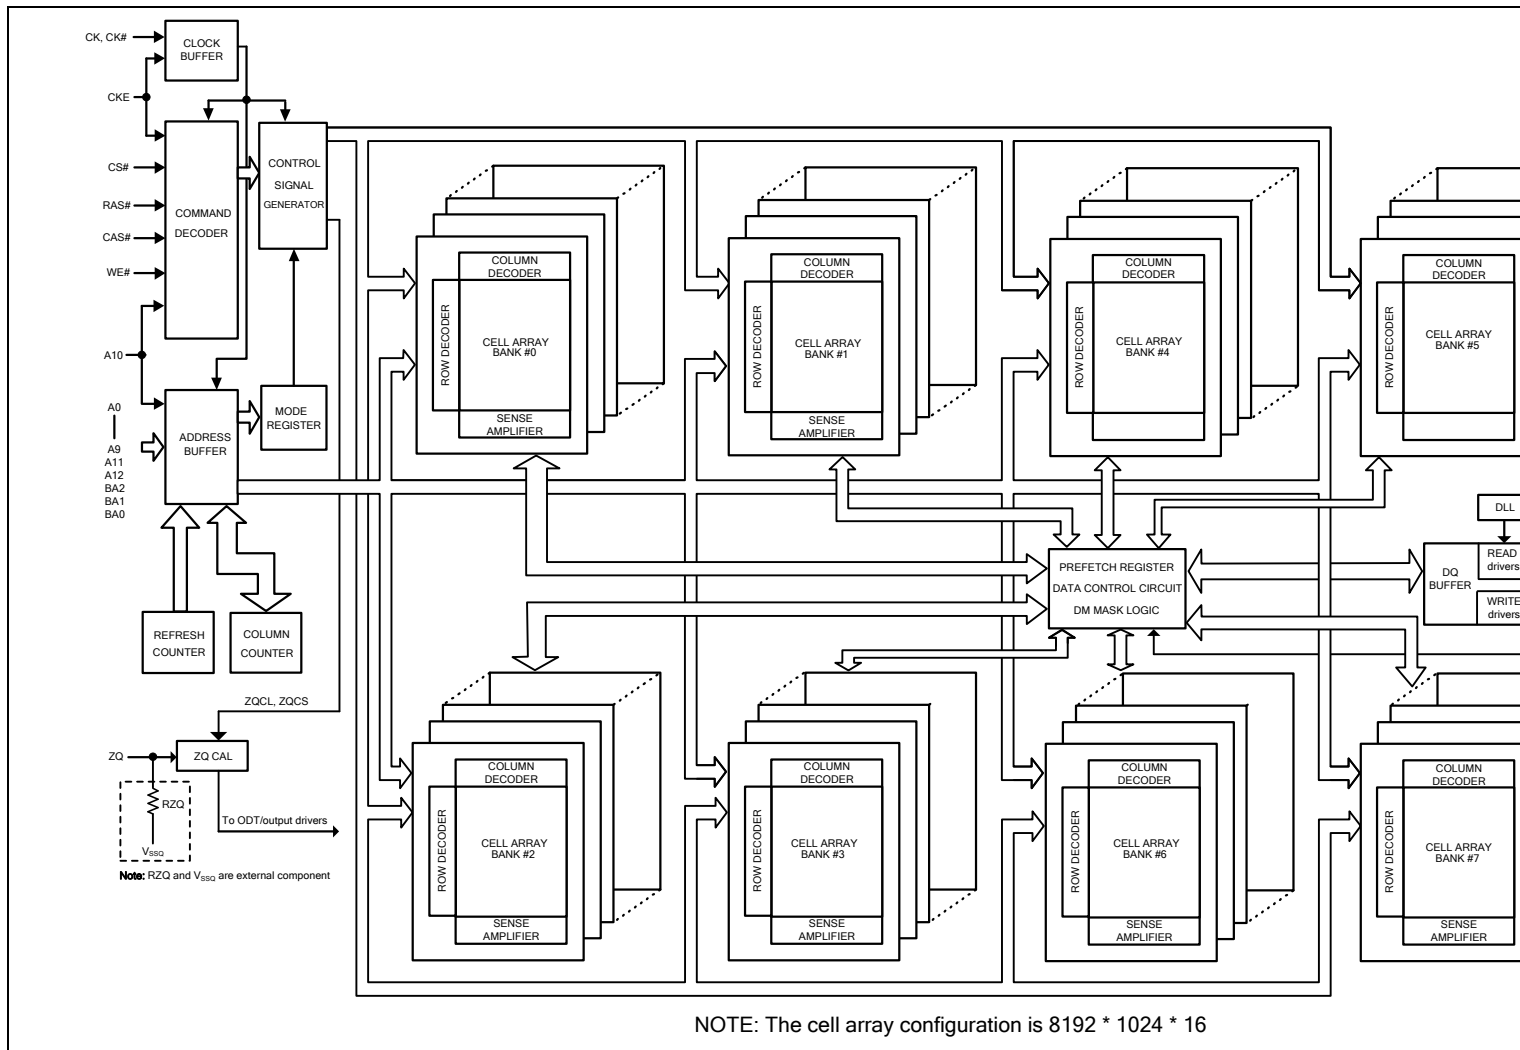 CK, CK#
CLOCK
BUFFER
CKE
CS#
RAS#
CAS#
WE#
A10
COMMAND
DECODER
CONTROL
SIGNAL
GENERATOR
A0
A9
A11
A12
BA2
BA1
BA0
ADDRESS
BUFFER
MODE
REGISTER
REFRESH
COUNTER
COLUMN
COUNTER
ZQCL, ZQCS
ZQ
ZQ CAL
RZQ
VSSQ
To ODT/output drivers
Note: RZQ and VSSQ are external component
COLUMN
DECODER
ROW DECODER
CELL ARRAY
BANK #0
SENSE
AMPLIFIER
COLUMN
DECODER
ROW DECODER
CELL ARRAY
BANK #1
SENSE
AMPLIFIER
COLUMN
DECODER
ROW DECODER
CELL ARRAY
BANK #4
COLUMN
DECODER
ROW DECODER
CELL ARRAY
BANK #5
PREFETCH REGISTER
DATA CONTROL CIRCUIT
DM MASK LOGIC
DLL
DQ
BUFFER
READ
drivers
WRITE
drivers
COLUMN
DECODER
ROW DECODER
CELL ARRAY
BANK #2
SENSE
AMPLIFIER
COLUMN
DECODER
ROW DECODER
CELL ARRAY
BANK #3
SENSE
AMPLIFIER
COLUMN
DECODER
ROW DECODER
CELL ARRAY
BANK #6
SENSE
AMPLIFIER
COLUMN
DECODER
ROW DECODER
CELL ARRAY
BANK #7
SENSE
AMPLIFIER
NOTE: The cell array configuration is 8192 * 1024 * 16